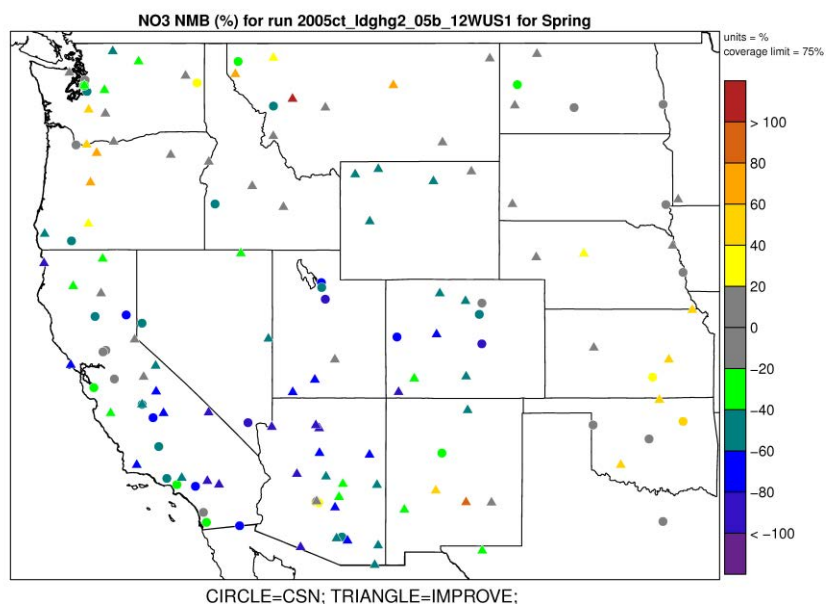 NO3 NMB (%) for run 2005ct_ldghg2_05b_12WUS1 for Spring
units = %
coverage limit = 75%
> 100
80
60
40
20
0
−20
−40
−60
−80
< −100
CIRCLE=CSN; TRIANGLE=IMPROVE;